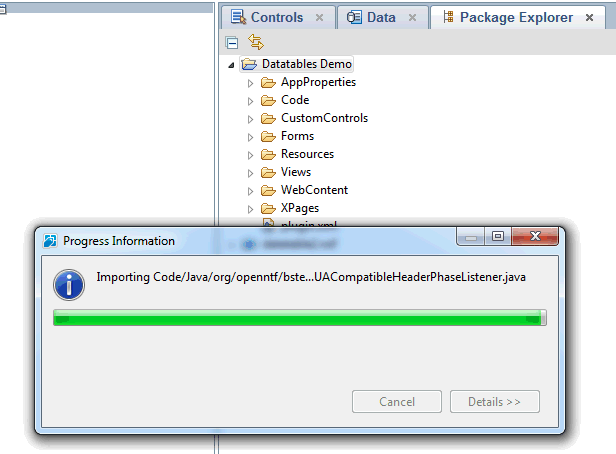 Controls
Data
Package Explorer
Datatables Demo
AppProperties
Code
CustomControls
Forms
Resources
Views
WebContent
XPages
plugin.xml
Progress Information
Importing Code/Java/org/openntf/bste...UACompatibleHeaderPhaseListener.java
Cancel
Details >>